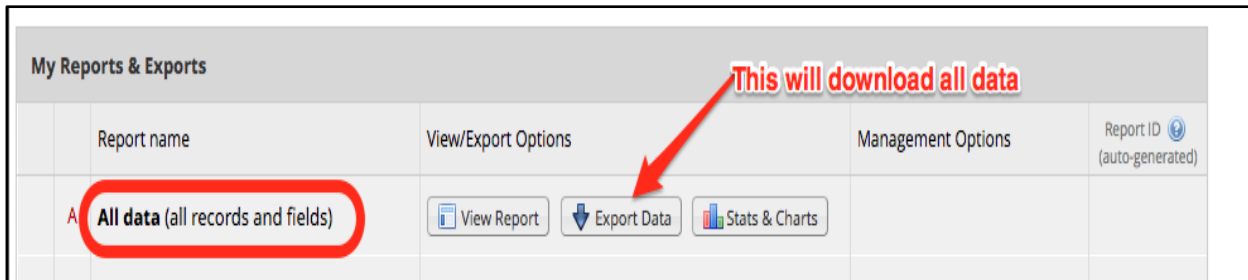 My Reports & Exports
This will download all data
Report name
View/Export Options
Management Options
Report ID
(auto-generated)
A
All data (all records and fields)
View Report
Export Data
Stats & Charts